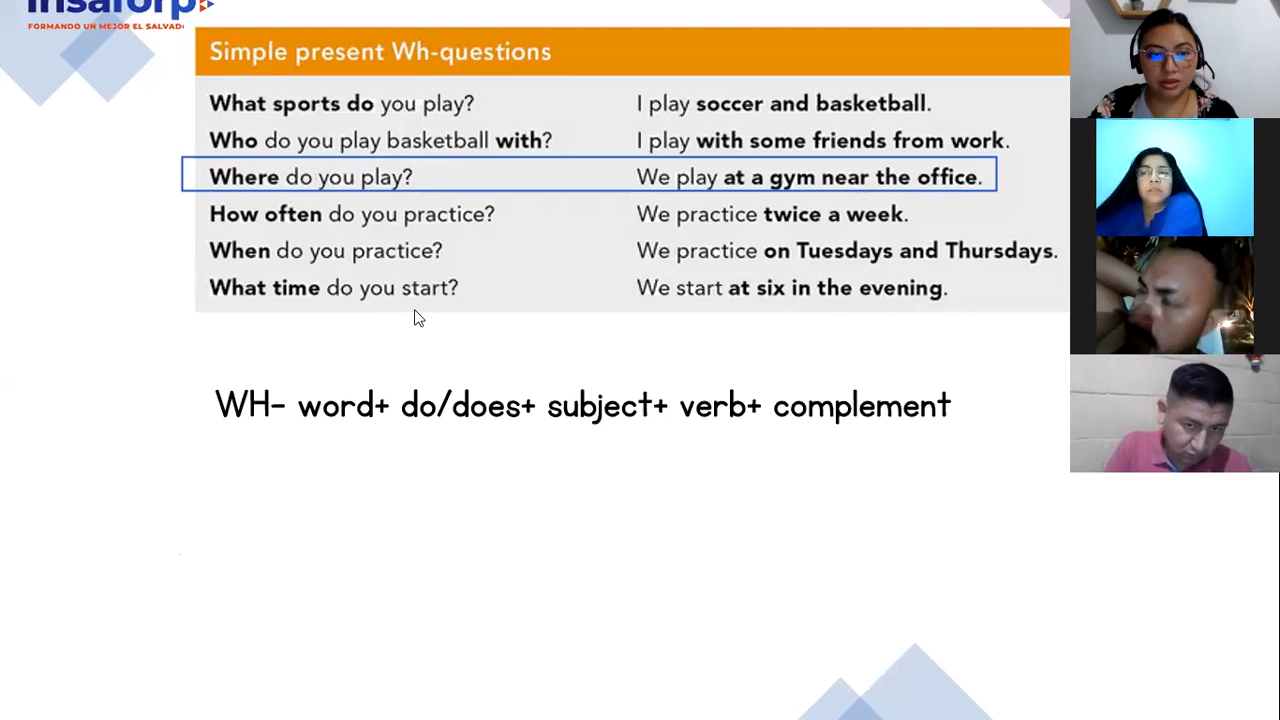 Insaforp
FORMANDO UN MEJOR EL SALVADOR
Simple present Wh-questions
What sports do you play? I play soccer and basketball.
Who do you play basketball with? I play with some friends from work.
Where do you play? We play at a gym near the office.
How often do you practice? We practice twice a week.
When do you practice? We practice on Tuesdays and Thursdays.
What time do you start? We start at six in the evening.
WH- word+ do/does+ subject+ verb+ complement